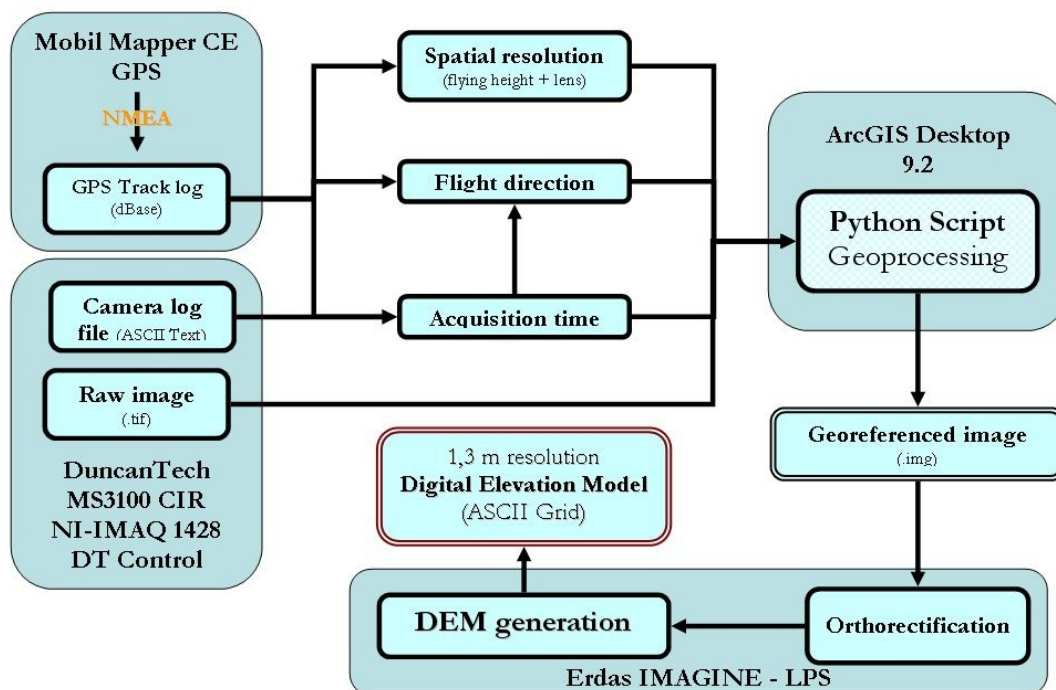 Mobil Mapper CE
GPS
NMEA
GPS Track log
(dBase)
Camera log
file (ASCII Text)
Raw image
(.tif)
DuncanTech
MS3100 CIR
NI-IMAQ 1428
DT Control
Spatial resolution
(flying height + lens)
Flight direction
Acquisition time
ArcGIS Desktop
9.2
Python Script
Geoprocessing
Georeferenced image
(.img)
1,3 m resolution
Digital Elevation Model
(ASCII Grid)
DEM generation
Orthorectification
Erdas IMAGINE - LPS